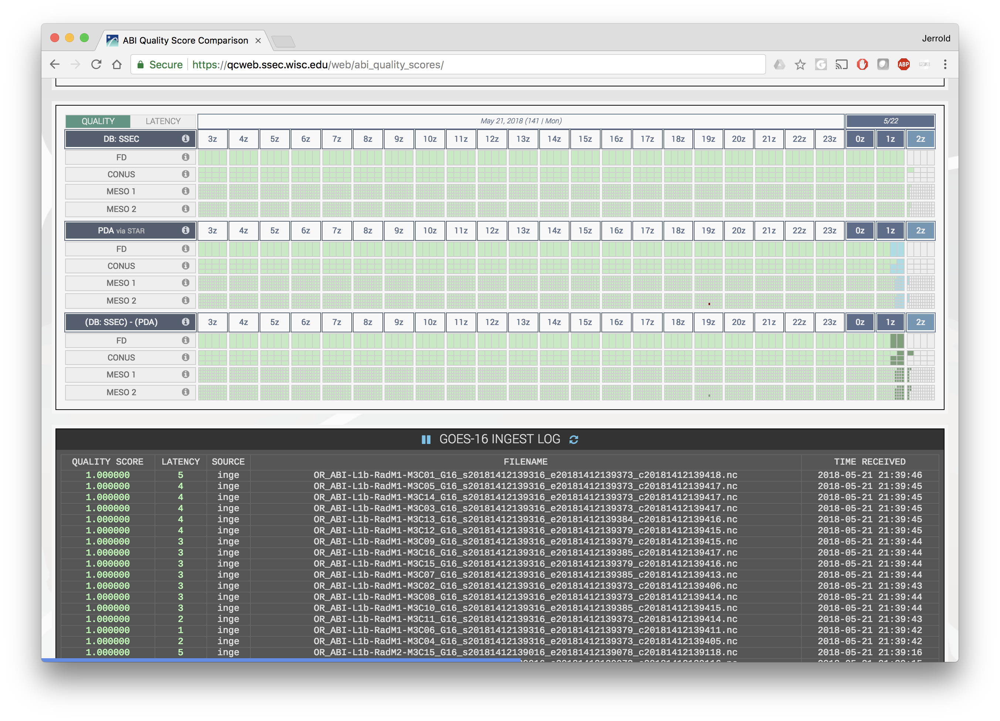 ABI Quality Score Comparison
Jerrold
Secure https://qcweb.ssec.wisc.edu/web/abi_quality_scores/
G ABP PDFJS
QUALITY LATENCY May 21, 2018 (141 | Mon) 5/22
DB: SSEC 3z 4z 5z 6z 7z 8z 9z 10z 11z 12z 13z 14z 15z 16z 17z 18z 19z 20z 21z 22z 23z 0z 1z 2z
FD
CONUS
MESO 1
MESO 2
PDA via STAR 3z 4z 5z 6z 7z 8z 9z 10z 11z 12z 13z 14z 15z 16z 17z 18z 19z 20z 21z 22z 23z 0z 1z 2z
FD
CONUS
MESO 1
MESO 2
(DB: SSEC) - (PDA) 3z 4z 5z 6z 7z 8z 9z 10z 11z 12z 13z 14z 15z 16z 17z 18z 19z 20z 21z 22z 23z 0z 1z 2z
FD
CONUS
MESO 1
MESO 2
GOES-16 INGEST LOG
QUALITY SCORE LATENCY SOURCE FILENAME TIME RECEIVED
1.000000 5 inge OR_ABI-L1b-RadM1-M3C01_G16_s20181412139316_e20181412139373_c20181412139418.nc 2018-05-21 21:39:46
1.000000 4 inge OR_ABI-L1b-RadM1-M3C05_G16_s20181412139316_e20181412139373_c20181412139417.nc 2018-05-21 21:39:45
1.000000 4 inge OR_ABI-L1b-RadM1-M3C14_G16_s20181412139316_e20181412139373_c20181412139417.nc 2018-05-21 21:39:45
1.000000 4 inge OR_ABI-L1b-RadM1-M3C03_G16_s20181412139316_e20181412139373_c20181412139417.nc 2018-05-21 21:39:45
1.000000 4 inge OR_ABI-L1b-RadM1-M3C13_G16_s20181412139316_e20181412139384_c20181412139416.nc 2018-05-21 21:39:45
1.000000 4 inge OR_ABI-L1b-RadM1-M3C12_G16_s20181412139316_e20181412139379_c20181412139415.nc 2018-05-21 21:39:45
1.000000 3 inge OR_ABI-L1b-RadM1-M3C09_G16_s20181412139316_e20181412139379_c20181412139415.nc 2018-05-21 21:39:44
1.000000 3 inge OR_ABI-L1b-RadM1-M3C16_G16_s20181412139316_e20181412139385_c20181412139417.nc 2018-05-21 21:39:44
1.000000 3 inge OR_ABI-L1b-RadM1-M3C15_G16_s20181412139316_e20181412139379_c20181412139416.nc 2018-05-21 21:39:44
1.000000 3 inge OR_ABI-L1b-RadM1-M3C07_G16_s20181412139316_e20181412139385_c20181412139413.nc 2018-05-21 21:39:44
1.000000 3 inge OR_ABI-L1b-RadM1-M3C02_G16_s20181412139316_e20181412139373_c20181412139406.nc 2018-05-21 21:39:43
1.000000 3 inge OR_ABI-L1b-RadM1-M3C08_G16_s20181412139316_e20181412139373_c20181412139414.nc 2018-05-21 21:39:44
1.000000 3 inge OR_ABI-L1b-RadM1-M3C10_G16_s20181412139316_e20181412139385_c20181412139415.nc 2018-05-21 21:39:44
1.000000 2 inge OR_ABI-L1b-RadM1-M3C11_G16_s20181412139316_e20181412139373_c20181412139414.nc 2018-05-21 21:39:43
1.000000 1 inge OR_ABI-L1b-RadM1-M3C06_G16_s20181412139316_e20181412139379_c20181412139411.nc 2018-05-21 21:39:42
1.000000 2 inge OR_ABI-L1b-RadM1-M3C04_G16_s20181412139316_e20181412139373_c20181412139405.nc 2018-05-21 21:39:42
1.000000 5 inge OR_ABI-L1b-RadM2-M3C15_G16_s20181412139016_e20181412139078_c20181412139118.nc 2018-05-21 21:39:16